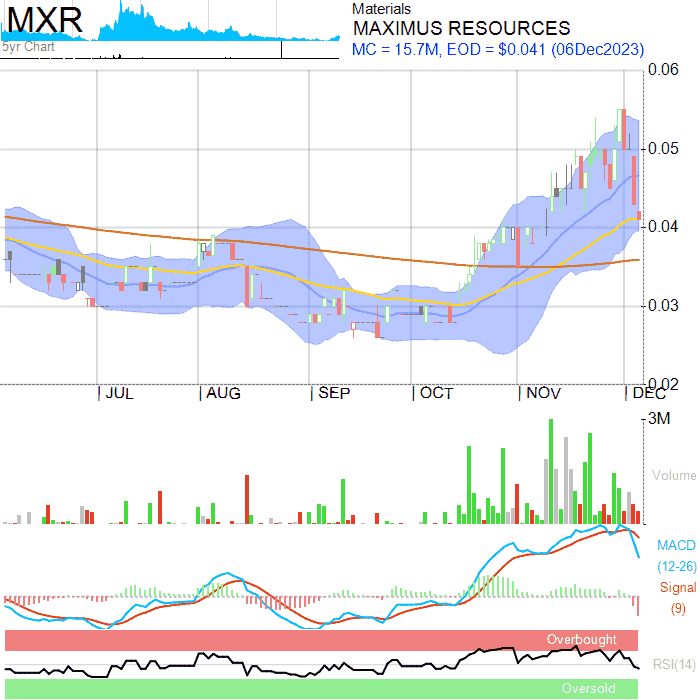 MXR
5yr Chart
Materials
MAXIMUS RESOURCES
MC = 15.7M, EOD = $0.041 (06Dec2023)
0.06
0.05
0.04
0.03
0.02
JUL AUG SEP OCT NOV DEC
3M
Volume
MACD
(12-26)
Signal
(9)
Overbought
RSI(14)
Oversold